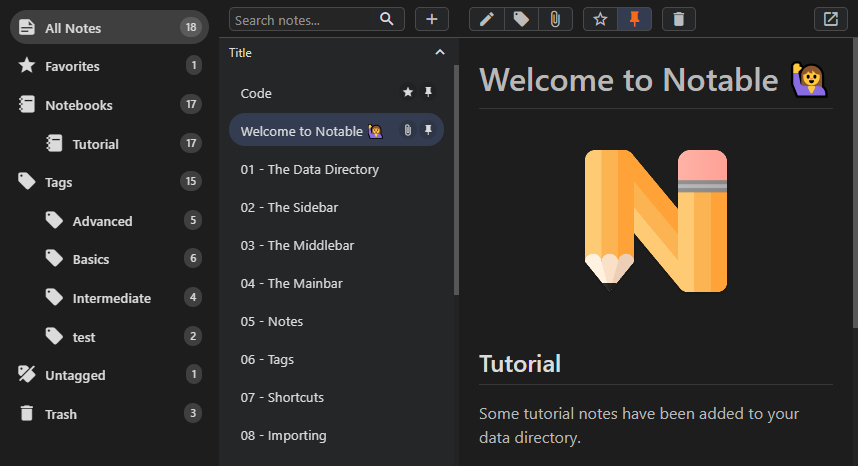 All Notes 18
Favorites 1
Notebooks 17
Tutorial 17
Tags 15
Advanced 5
Basics 6
Intermediate 4
test 2
Untagged 1
Trash 3
Search notes...
Title
Code
Welcome to Notable 🙋
01 - The Data Directory
02 - The Sidebar
03 - The Middlebar
04 - The Mainbar
05 - Notes
06 - Tags
07 - Shortcuts
08 - Importing
Welcome to Notable 🙋
Tutorial
Some tutorial notes have been added to your
data directory.